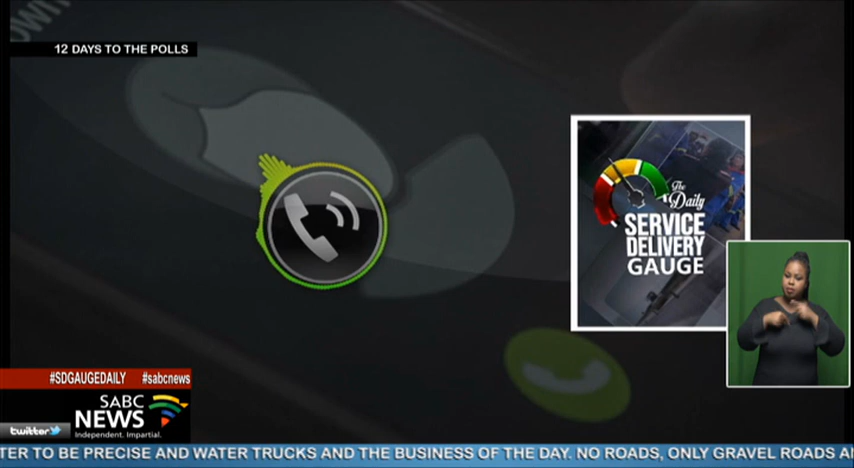 12 DAYS TO THE POLLS
The
Daily
SERVICE
DELIVERY
GAUGE
#SDGAUGEDAILY #sabcnews
SABC
NEWS
Independent. Impartial.
twitter
TER TO BE PRECISE AND WATER TRUCKS AND THE BUSINESS OF THE DAY. NO ROADS, ONLY GRAVEL ROADS A